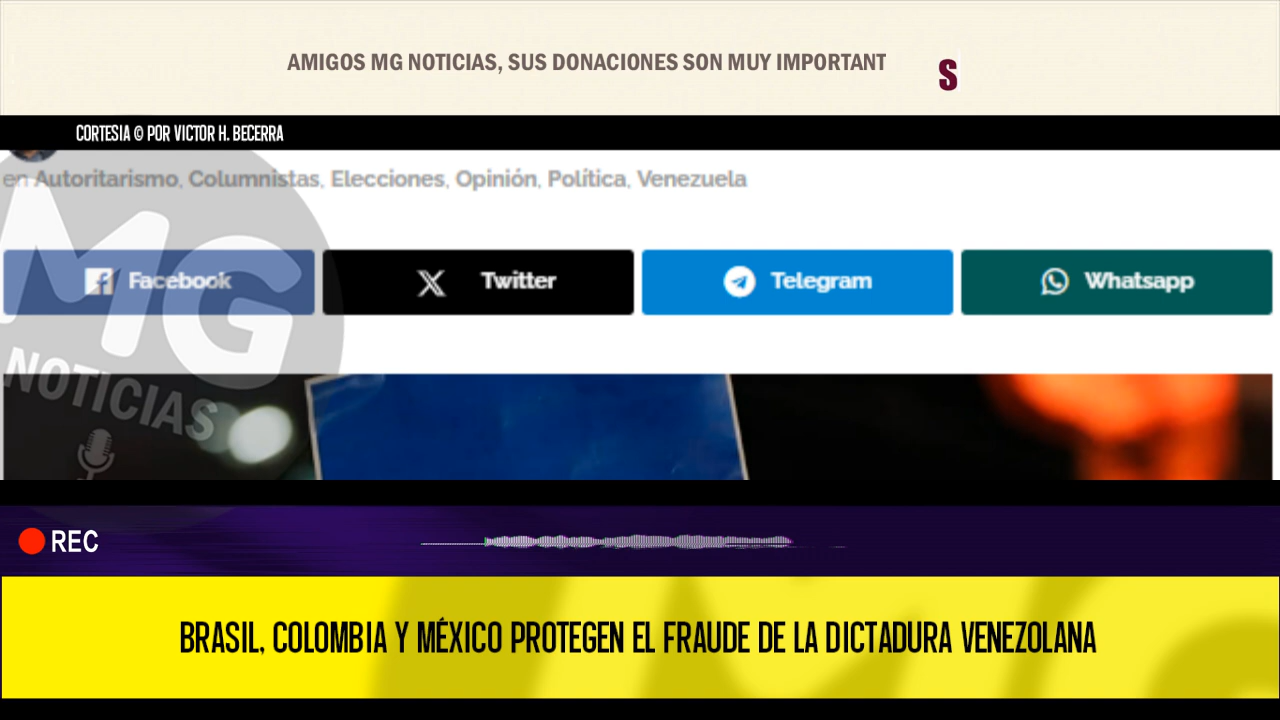 AMIGOS MG NOTICIAS, SUS DONACIONES SON MUY IMPORTANT S
CORTESIA © POR VICTOR H. BECERRA
en Autoritarismo, Columnistas, Elecciones, Opinión, Política, Venezuela
Facebook Twitter Telegram Whatsapp
MG
NOTICIAS
REC
BRASIL, COLOMBIA Y MÉXICO PROTEGEN EL FRAUDE DE LA DICTADURA VENEZOLANA